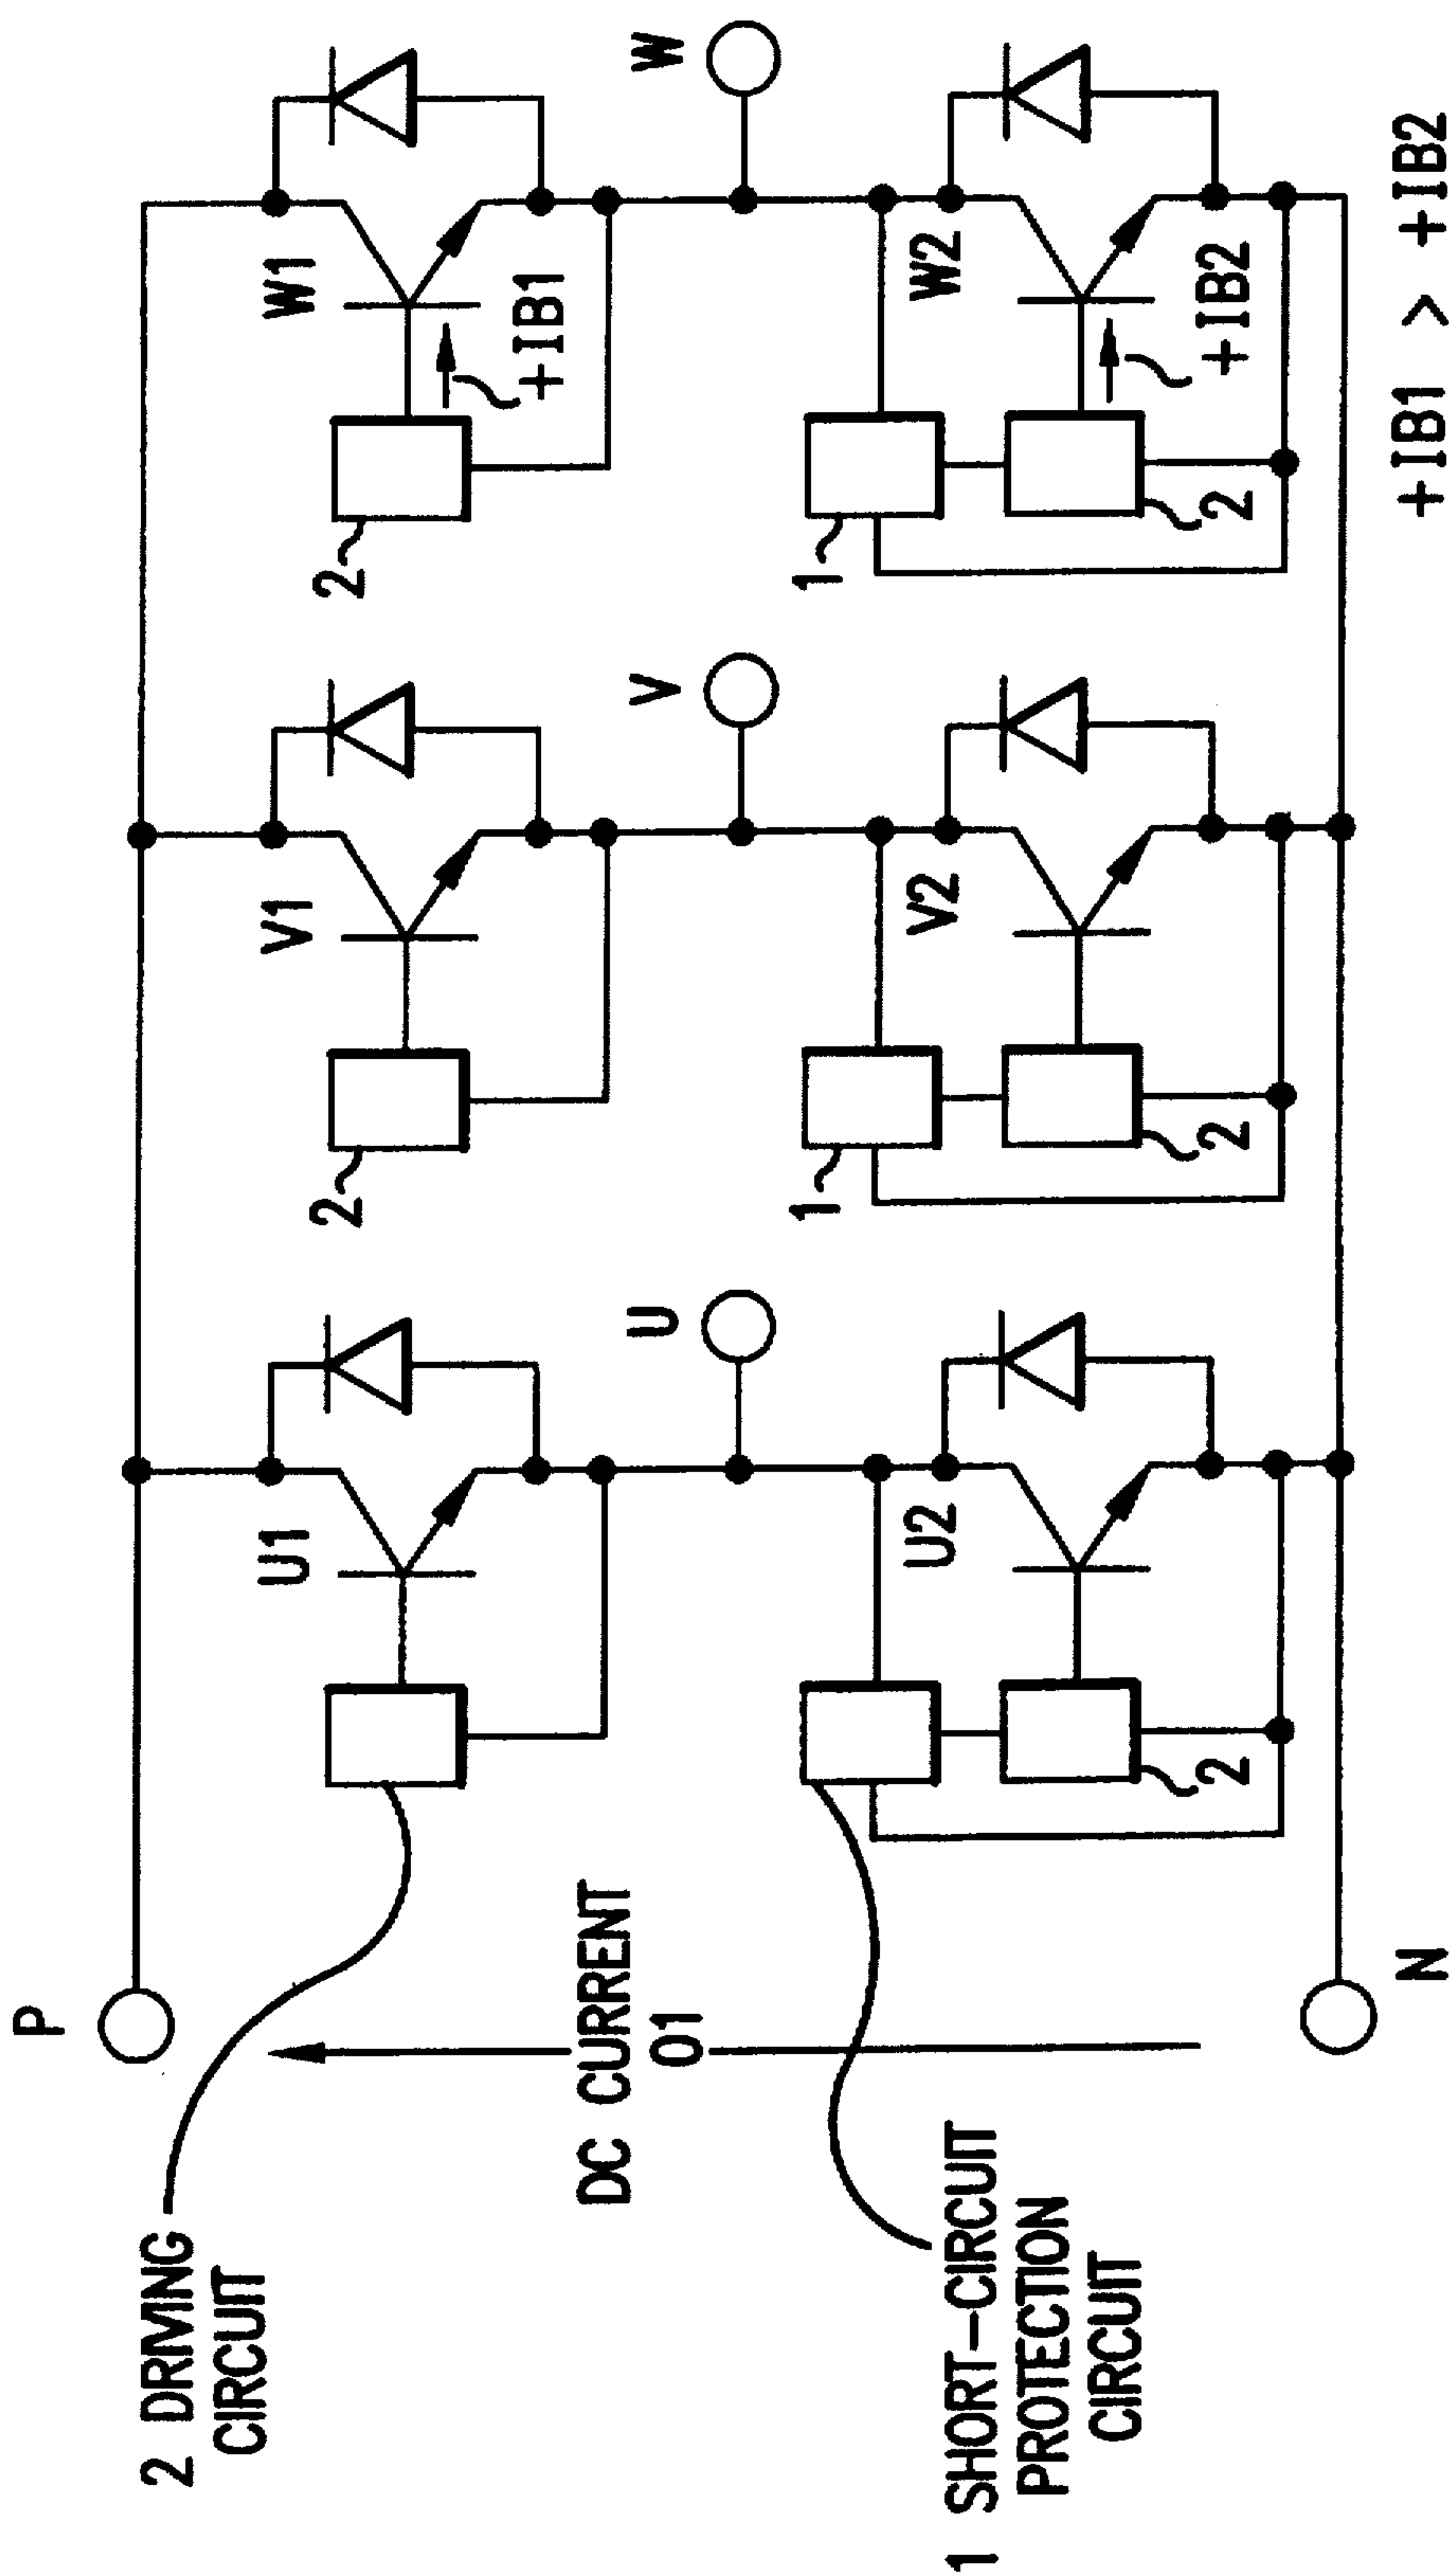 P
2 DRIVING
CIRCUIT
2
2
U1
V1
W1
+IB1
DC CURRENT
01
U
V
W
1 SHORT-CIRCUIT
PROTECTION
CIRCUIT
1
1
U2
V2
W2
2
2
2
+IB2
N
+IB1 > +IB2